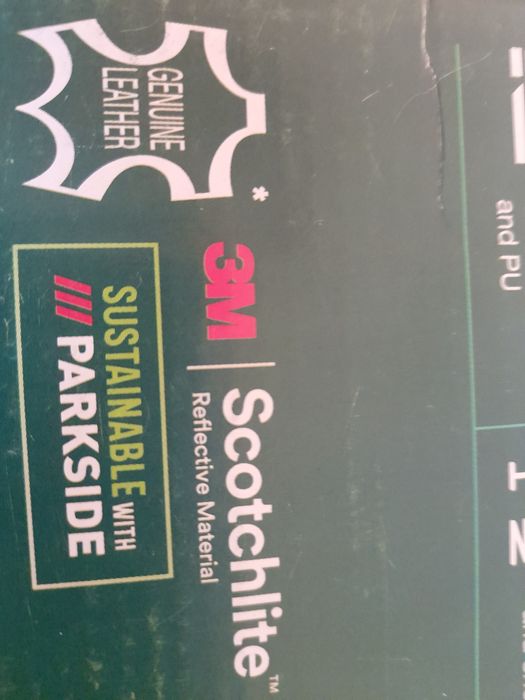 GENUINE
LEATHER
*
3M | Scotchlite™
Reflective Material
SUSTAINABLE WITH
//// PARKSIDE
and PU